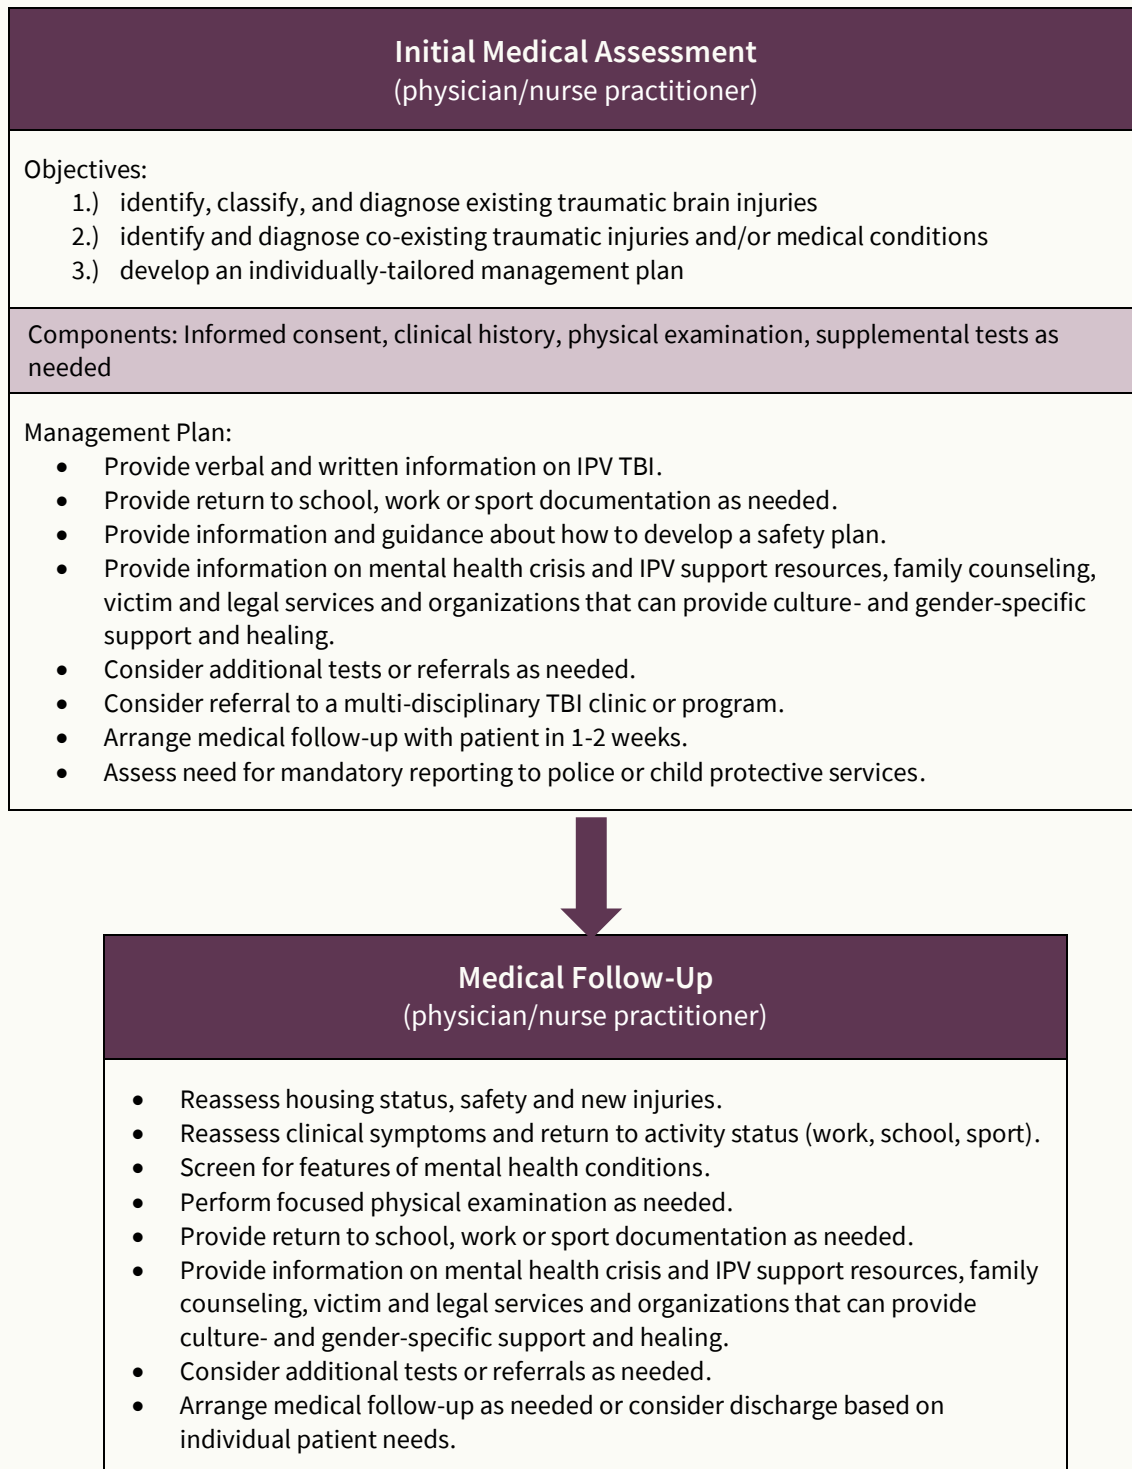 Initial Medical Assessment
(physician/nurse practitioner)
Objectives:
1.) identify, classify, and diagnose existing traumatic brain injuries
2.) identify and diagnose co-existing traumatic injuries and/or medical conditions
3.) develop an individually-tailored management plan
Components: Informed consent, clinical history, physical examination, supplemental tests as
needed
Management Plan:
• Provide verbal and written information on IPV TBI.
• Provide return to school, work or sport documentation as needed.
• Provide information and guidance about how to develop a safety plan.
• Provide information on mental health crisis and IPV support resources, family counseling,
victim and legal services and organizations that can provide culture- and gender-specific
support and healing.
• Consider additional tests or referrals as needed.
• Consider referral to a multi-disciplinary TBI clinic or program.
• Arrange medical follow-up with patient in 1-2 weeks.
• Assess need for mandatory reporting to police or child protective services.
Medical Follow-Up
(physician/nurse practitioner)
• Reassess housing status, safety and new injuries.
• Reassess clinical symptoms and return to activity status (work, school, sport).
• Screen for features of mental health conditions.
• Perform focused physical examination as needed.
• Provide return to school, work or sport documentation as needed.
• Provide information on mental health crisis and IPV support resources, family
counseling, victim and legal services and organizations that can provide
culture- and gender-specific support and healing.
• Consider additional tests or referrals as needed.
• Arrange medical follow-up as needed or consider discharge based on
individual patient needs.